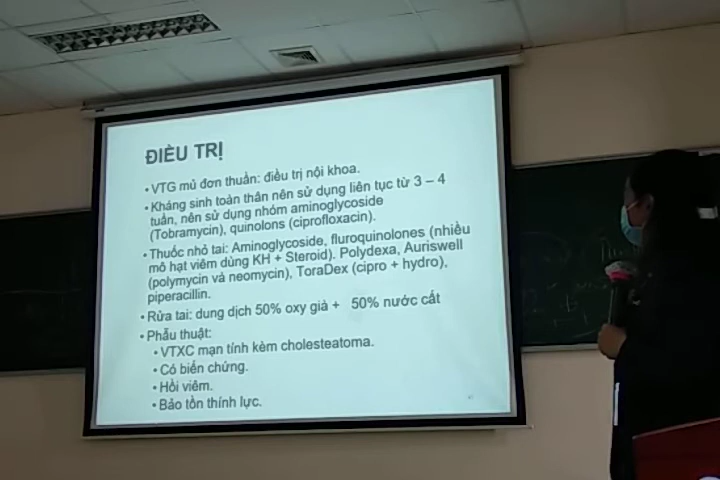 ĐIỀU TRỊ
• VTG mủ đơn thuần: điều trị nội khoa.
• Kháng sinh toàn thân nên sử dụng liên tục từ 3 – 4
tuần, nên sử dụng nhóm aminoglycoside
(Tobramycin), quinolons (ciprofloxacin).
• Thuốc nhỏ tai: Aminoglycoside, fluroquinolones (nhiều
mô hạt viêm dùng KH + Steroid). Polydexa, Auriswell
(polymycin và neomycin), ToraDex (cipro + hydro),
piperacillin.
• Rửa tai: dung dịch 50% oxy già + 50% nước cất
• Phẫu thuật:
• VTXC mạn tính kèm cholesteatoma.
• Có biến chứng.
• Hồi viêm.
• Bảo tồn thính lực.